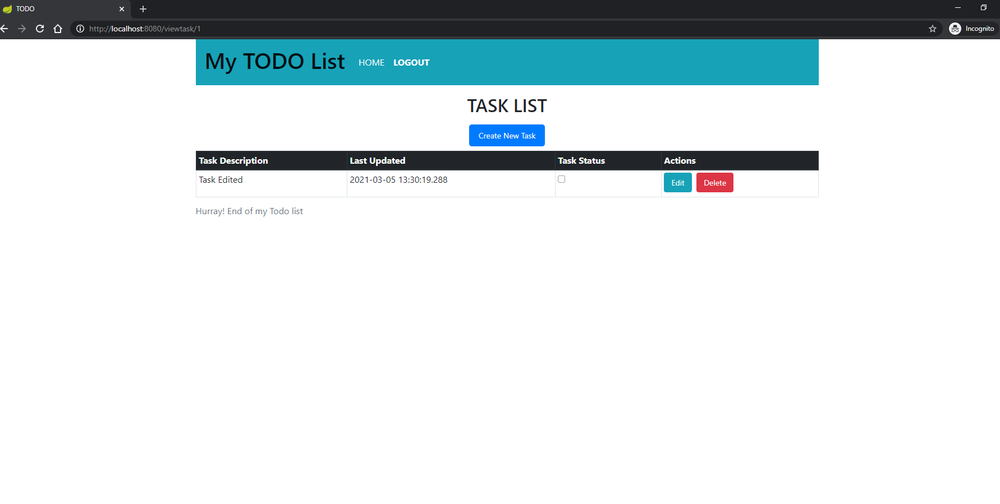 TODO
http://localhost:8080/viewtask/1
Incognito
My TODO List HOME LOGOUT
TASK LIST
Create New Task
Task Description Last Updated Task Status Actions
Task Edited 2021-03-05 13:30:19.288 Edit Delete
Hurray! End of my Todo list